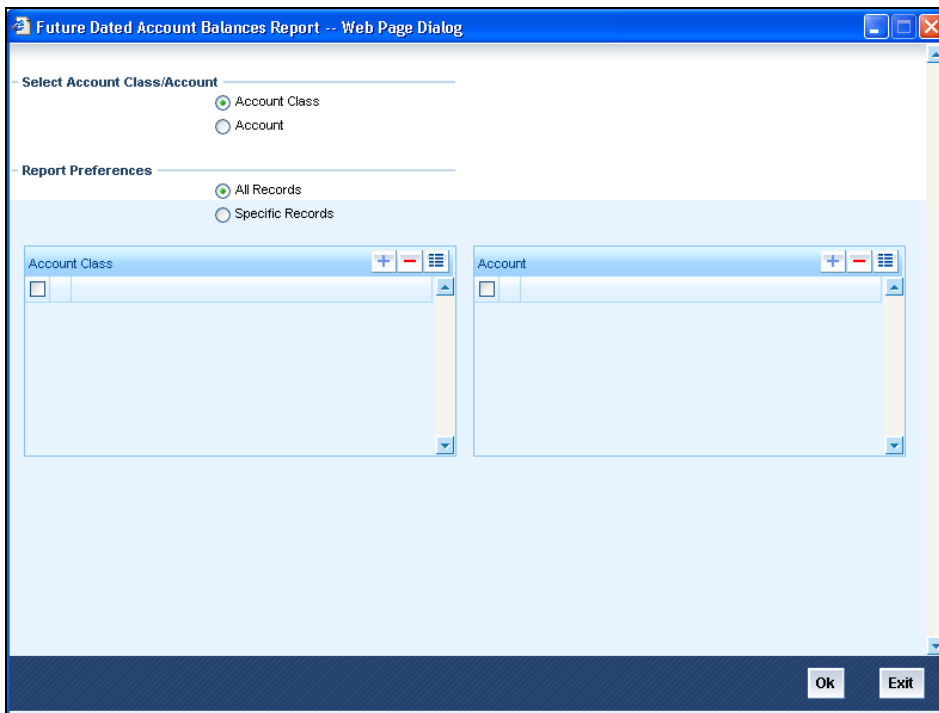 Future Dated Account Balances Report -- Web Page Dialog
Select Account Class/Account
Account Class
Account
Report Preferences
All Records
Specific Records
Account Class
Account
Ok
Exit